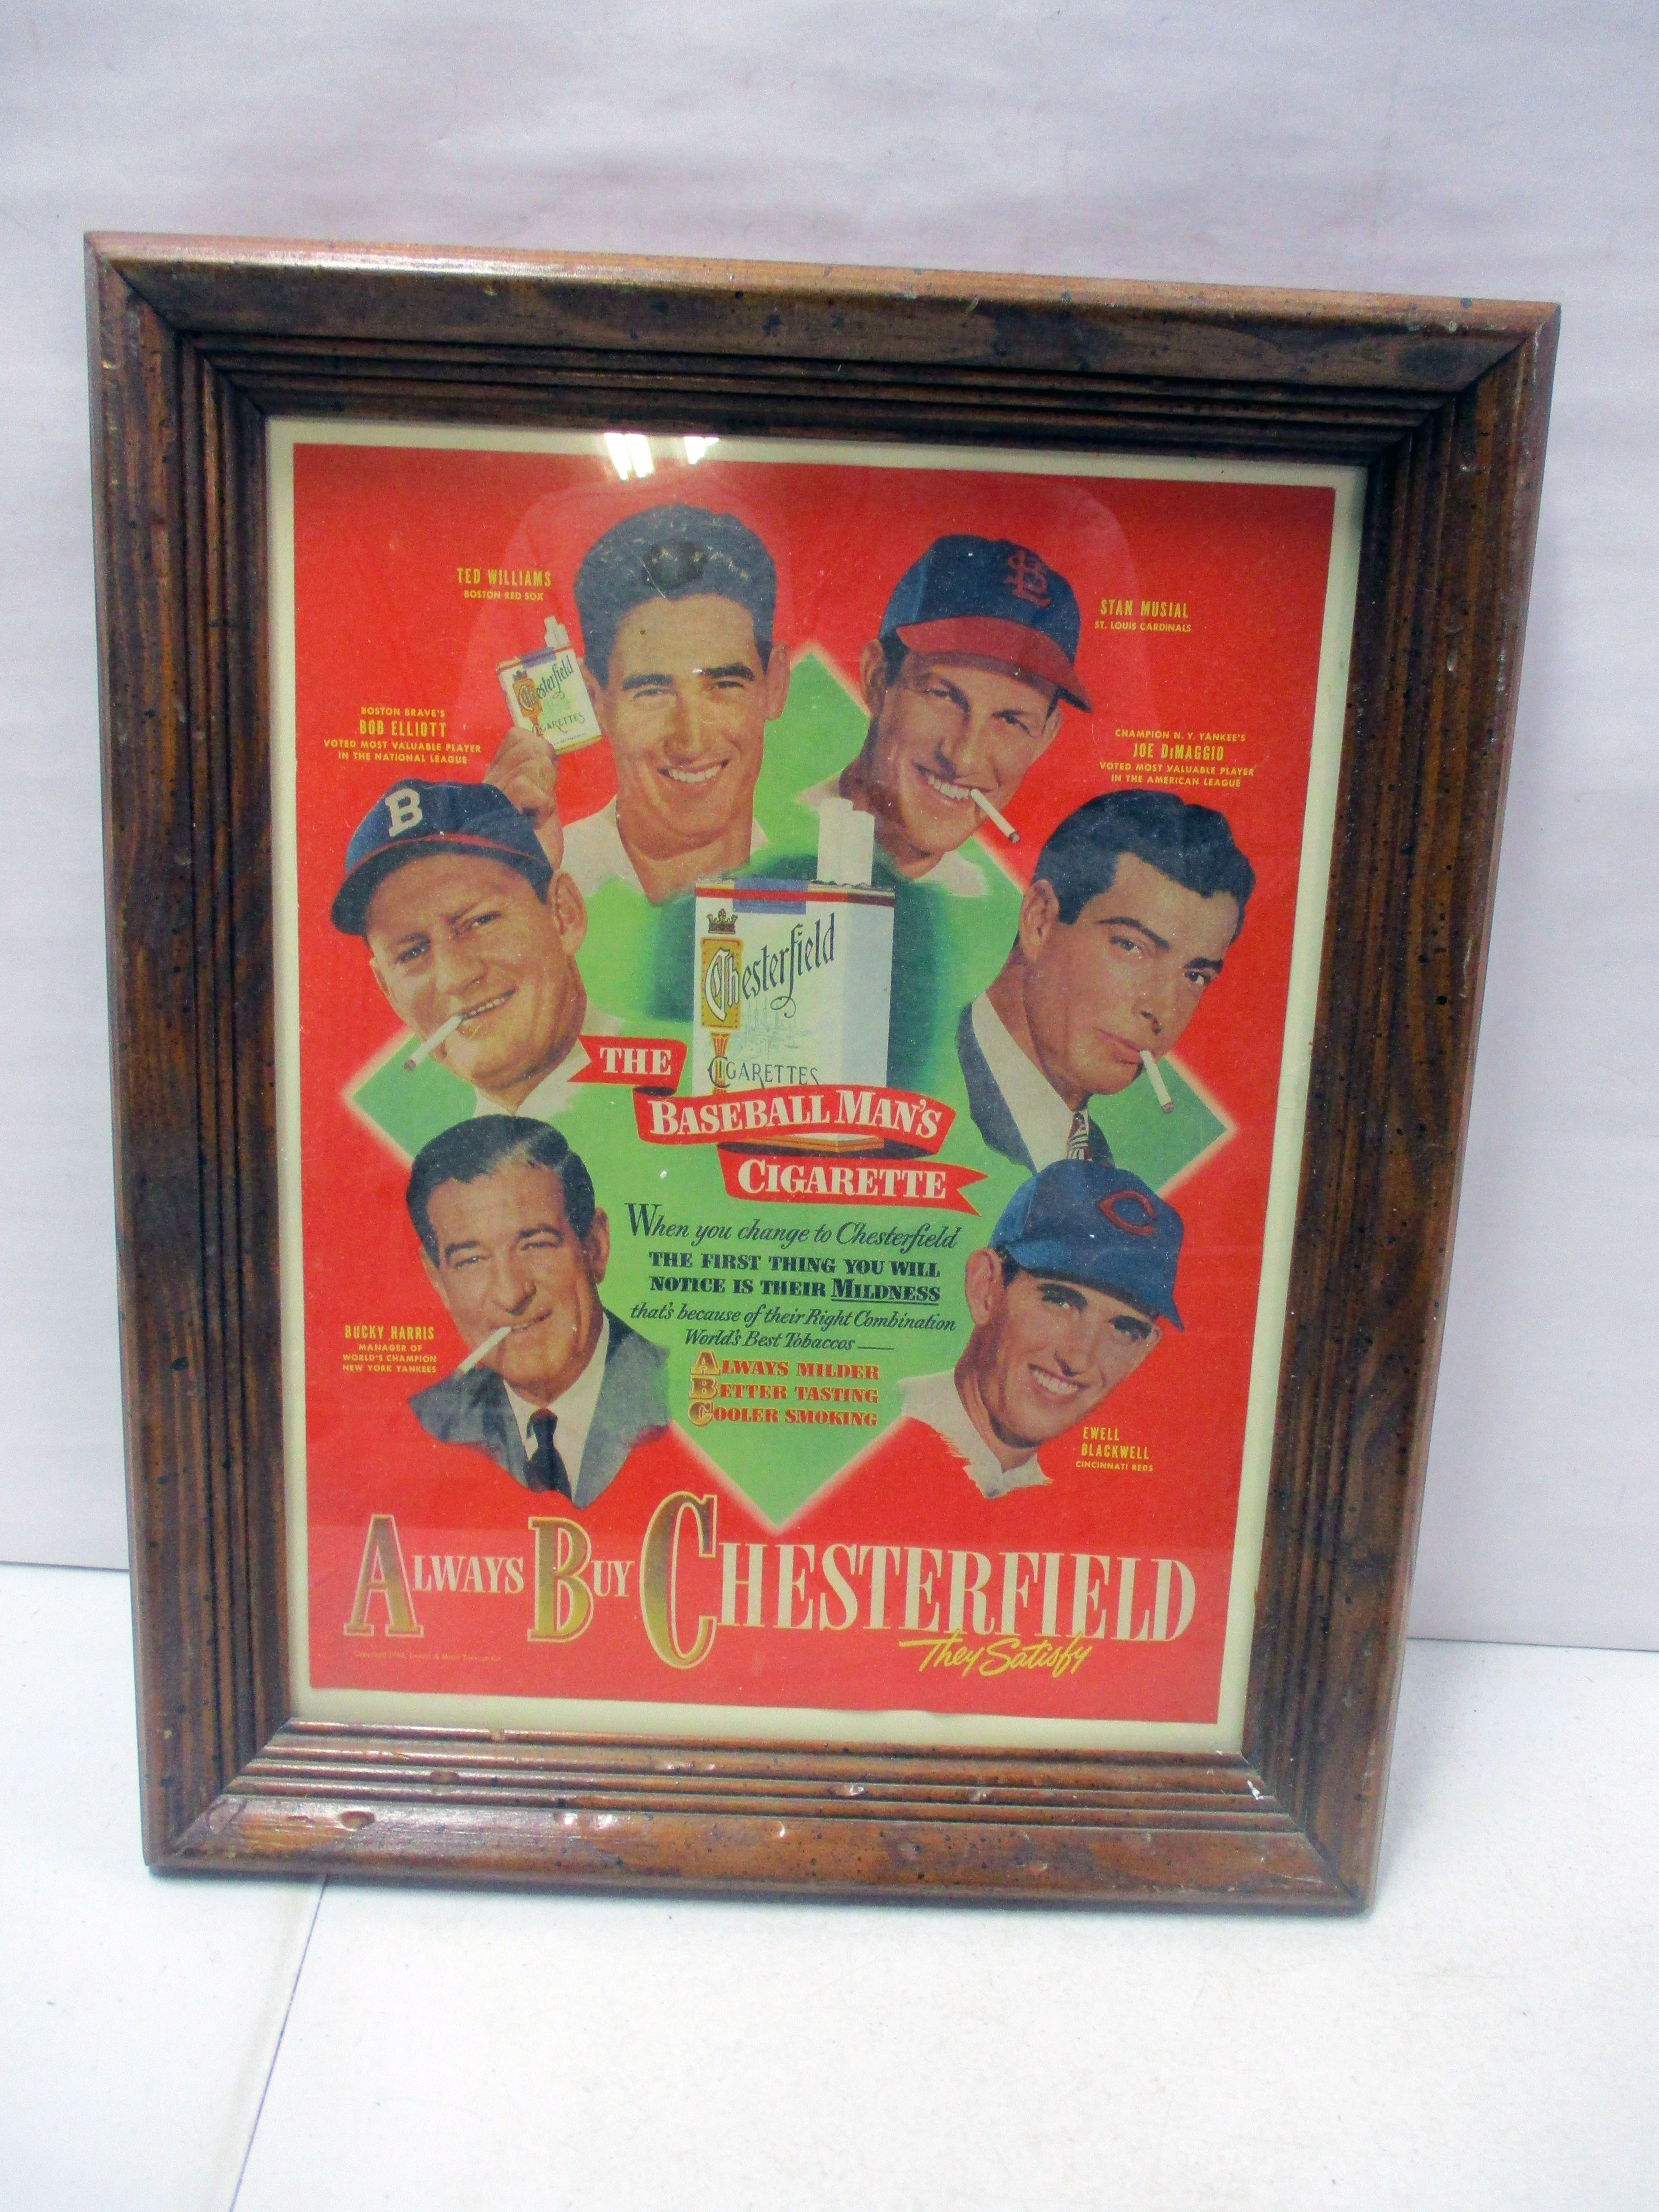 TED WILLIAMS
BOSTON RED SOX
STAN MUSIAL
ST. LOUIS CARDINALS
Chesterfield
CIGARETTES
BOSTON BRAVE'S
BOB ELLIOTT
VOTED MOST VALUABLE PLAYER
IN THE NATIONAL LEAGUE
CHAMPION N. Y. YANKEE'S
JOE DiMAGGIO
VOTED MOST VALUABLE PLAYER
IN THE AMERICAN LEAGUE
B
STL
Chesterfield
CIGARETTES
THE
BASEBALL MAN'S
CIGARETTE
C
When you change to Chesterfield
THE FIRST THING YOU WILL
NOTICE IS THEIR MILDNESS
that's because of their Right Combination
World's Best Tobaccos —
ALWAYS MILDER
BETTER TASTING
COOLER SMOKING
BUCKY HARRIS
MANAGER OF
WORLD'S CHAMPION
NEW YORK YANKEES
EWELL
BLACKWELL
CINCINNATI REDS
ALWAYS BUY CHESTERFIELD
They Satisfy